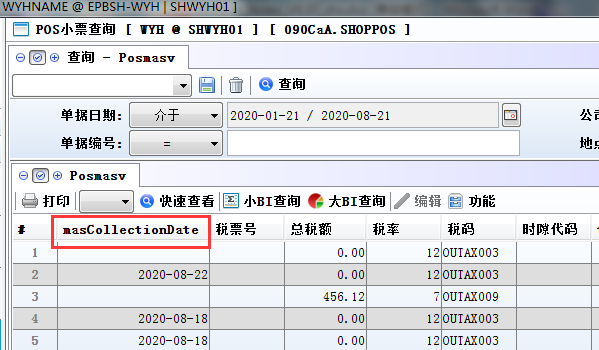 WYHNAME @ EPBSH-WYH | SHWYH01 ]
POS小票查询 [ WYH @ SHWYH01 ] [ 090CaA.SHOPPOS ]
查询 - Posmasv
查询
单据日期: 介于 2020-01-21 / 2020-08-21 公
单据编号: = 地
Posmasv
打印 快速查看 小BI查询 大BI查询 编辑 功能
# masCollectionDate 税票号 总税额 税率 税码 时隙代码
1 0.00 12 OUTAX003
2 2020-08-22 0.00 12 OUTAX003
3 456.12 7 OUTAX009
4 2020-08-18 0.00 12 OUTAX003
5 2020-08-18 0.00 12 OUTAX003